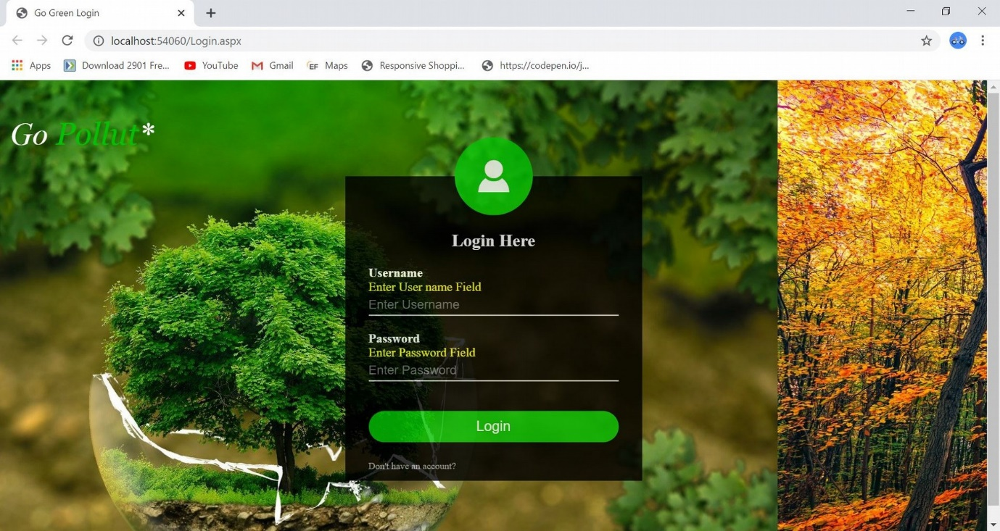 Go Green Login
localhost:54060/Login.aspx
Apps Download 2901 Fre... YouTube Gmail EF Maps Responsive Shoppi... https://codepen.io/j...
Go Pollut*
Login Here
Username
Enter User name Field
Enter Username
Password
Enter Password Field
Enter Password
Login
Don't have an account?